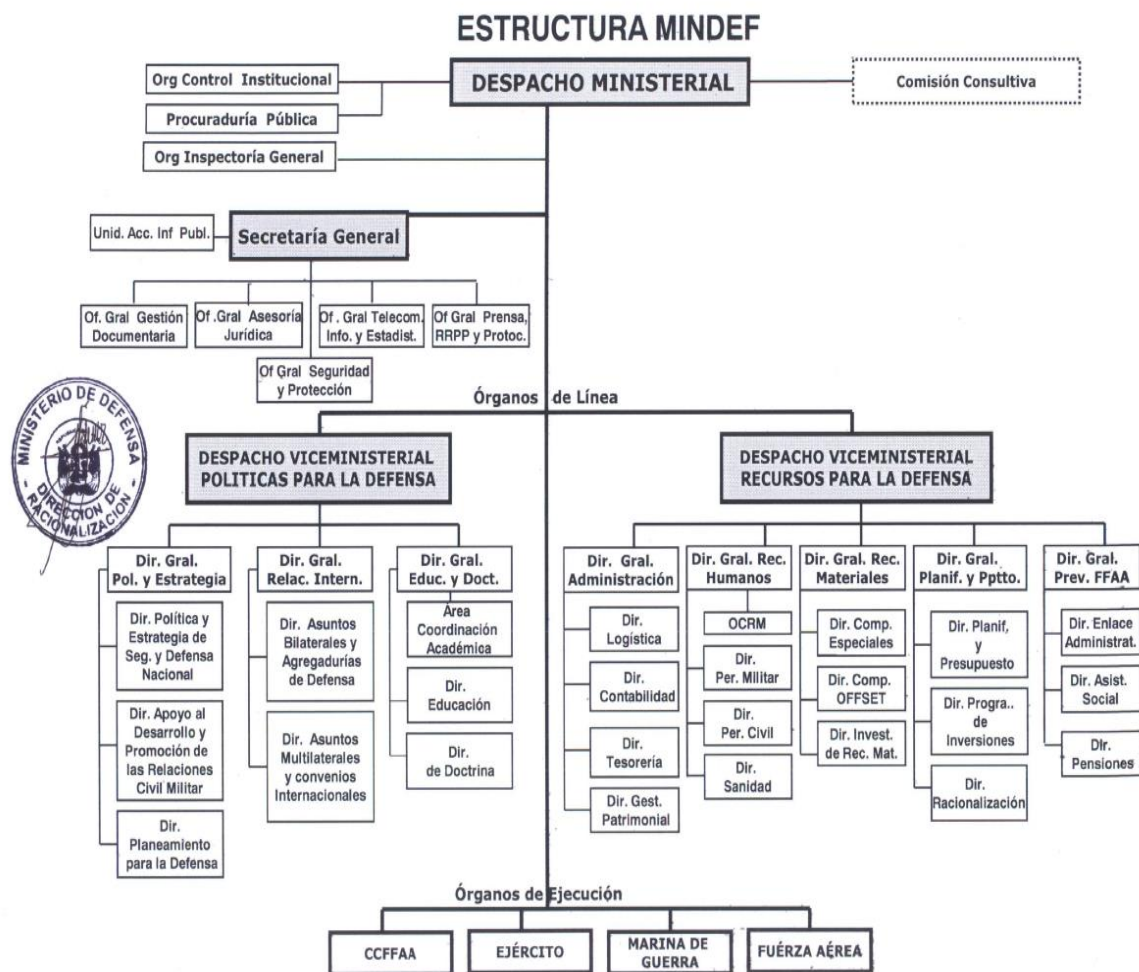 ESTRUCTURA MINDEF
Org Control Institucional
DESPACHO MINISTERIAL
Comisión Consultiva
Procuraduría Pública
Org Inspectoría General
Unid. Acc. Inf Publ.
Secretaría General
Of. Gral Gestión
Documentaria
Of .Gral Asesoría
Jurídica
Of . Gral Telecom.
Info. y Estadist.
Of Gral Prensa,
RRPP y Protoc.
Of Gral Seguridad
y Protección
MINISTERIO DE DEFENSA
DIRECCION DE
RACIONALIZACION
Órganos de Línea
DESPACHO VICEMINISTERIAL
POLITICAS PARA LA DEFENSA
DESPACHO VICEMINISTERIAL
RECURSOS PARA LA DEFENSA
Dir. Gral.
Pol. y Estrategia
Dir. Política y
Estrategia de
Seg. y Defensa
Nacional
Dir. Apoyo al
Desarrollo y
Promoción de
las Relaciones
Civil Militar
Dir.
Planeamiento
para la Defensa
Dir. Gral.
Relac. Intern.
Dir. Asuntos
Bilaterales y
Agregadurías
de Defensa
Dir. Asuntos
Multilaterales
y convenios
Internacionales
Dir. Gral.
Educ. y Doct.
Área
Coordinación
Académica
Dir.
Educación
Dir.
de Doctrina
Dir. Gral.
Administración
Dir.
Logística
Dir.
Contabilidad
Dir.
Tesorería
Dir. Gest.
Patrimonial
Dir. Gral. Rec.
Humanos
OCRM
Dir.
Per. Militar
Dir.
Per. Civil
Dir.
Sanidad
Dir. Gral. Rec.
Materiales
Dir. Comp.
Especiales
Dir. Comp.
OFFSET
Dir. Invest.
de Rec. Mat.
Dir. Gral.
Planif. y Pptto.
Dir. Planif,
y
Presupuesto
Dir. Progra..
de
Inversiones
Dir.
Racionalización
Dir. Gral.
Prev. FFAA
Dir. Enlace
Administrat.
Dir. Asist.
Social
Dir.
Pensiones
Órganos de Ejecución
CCFFAA
EJÉRCITO
MARINA DE
GUERRA
FUÉRZA AÉREA